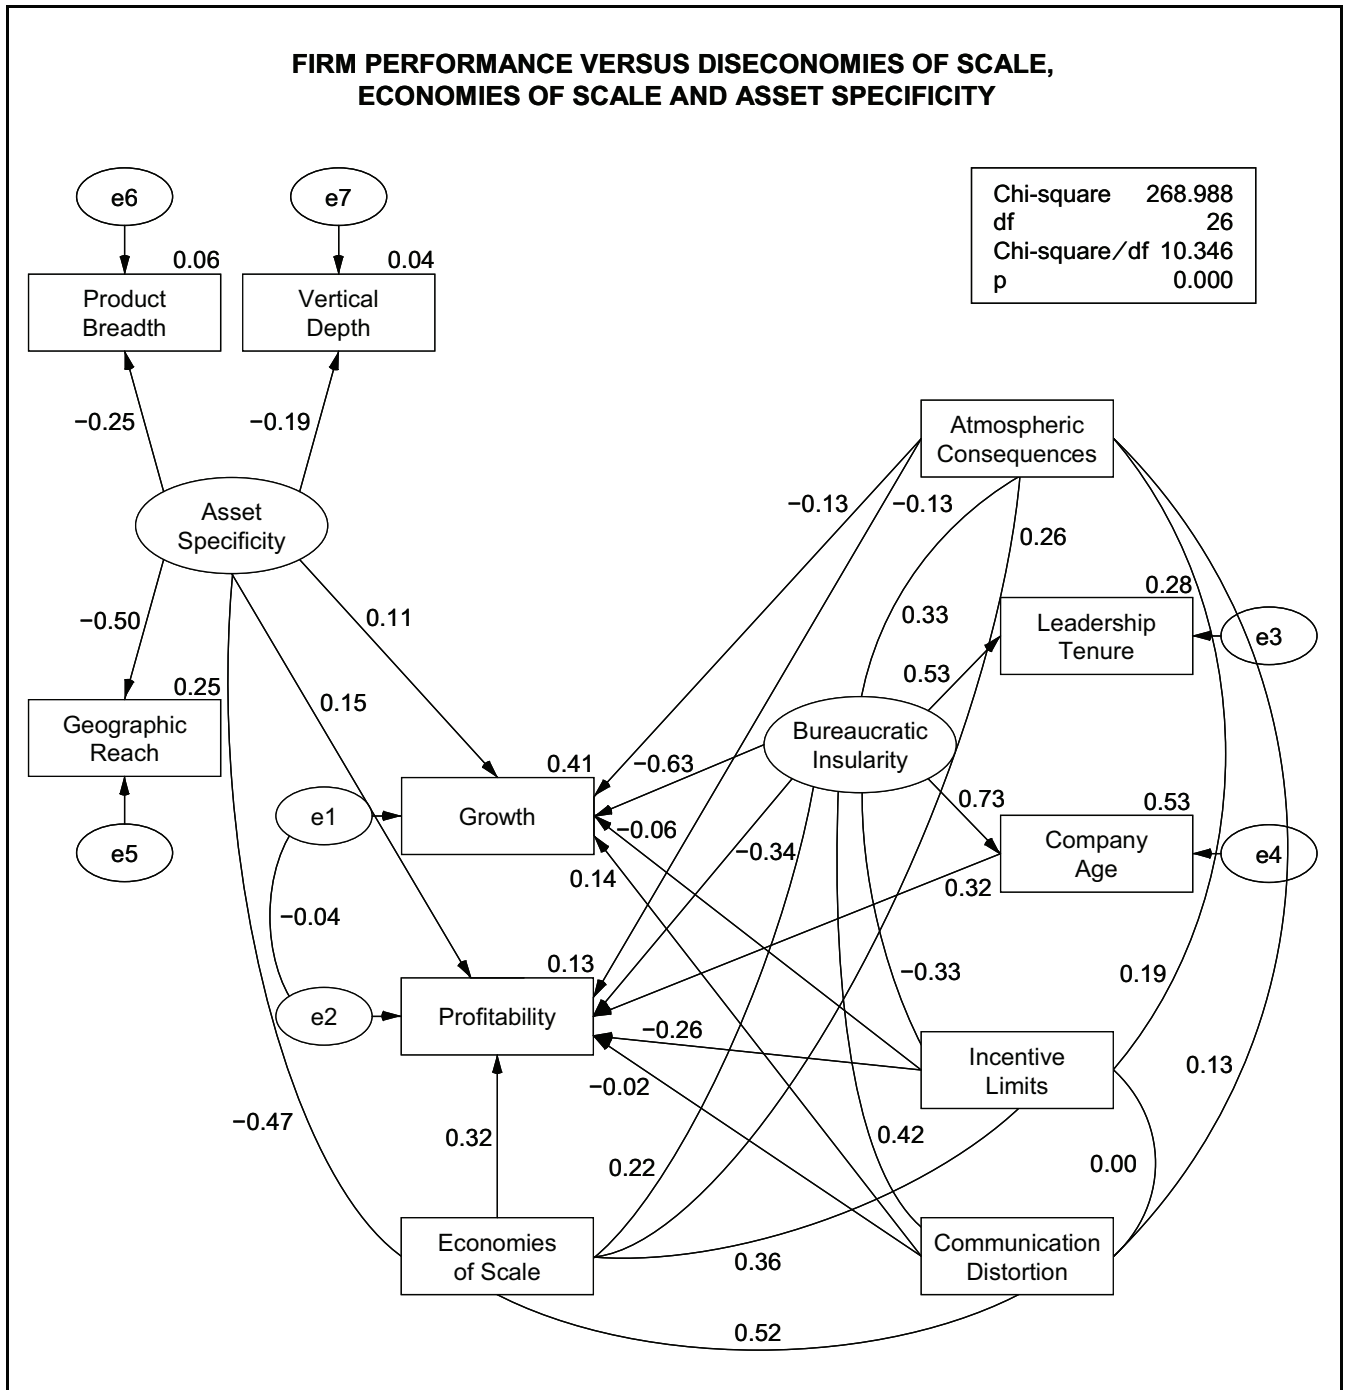 FIRM PERFORMANCE VERSUS DISECONOMIES OF SCALE,
ECONOMIES OF SCALE AND ASSET SPECIFICITY
e6
e7
Chi-square 268.988
df 26
Chi-square/df 10.346
p 0.000
0.06
0.04
Product
Breadth
Vertical
Depth
−0.25
−0.19
Atmospheric
Consequences
Asset
Specificity
−0.13
−0.13
0.26
−0.50
0.11
0.33
0.28
Leadership
Tenure
e3
0.53
0.25
Geographic
Reach
0.15
Bureaucratic
Insularity
0.41
−0.63
e1
Growth
−0.06
0.73
0.53
e5
−0.34
Company
Age
e4
0.14
0.32
−0.04
0.13
−0.33
0.19
e2
Profitability
−0.26
Incentive
Limits
0.13
−0.02
−0.47
0.32
0.22
0.42
0.00
Economies
of Scale
0.36
Communication
Distortion
0.52